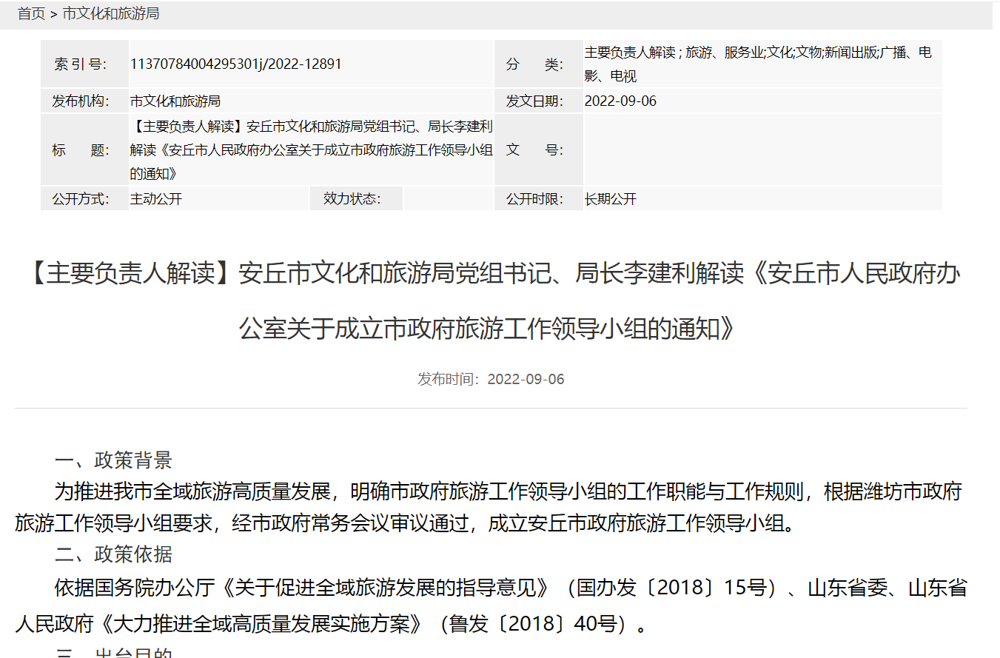 首页 > 市文化和旅游局
索 引 号： 11370784004295301j/2022-12891 分 类： 主要负责人解读 ; 旅游、服务业;文化;文物;新闻出版;广播、电
影、电视
发布机构： 市文化和旅游局 发文日期： 2022-09-06
标 题： 【主要负责人解读】安丘市文化和旅游局党组书记、局长李建利
解读《安丘市人民政府办公室关于成立市政府旅游工作领导小组 文 号：
的通知》
公开方式： 主动公开 效力状态： 公开时限： 长期公开
【主要负责人解读】安丘市文化和旅游局党组书记、局长李建利解读《安丘市人民政府办
公室关于成立市政府旅游工作领导小组的通知》
发布时间：2022-09-06
一、政策背景
为推进我市全域旅游高质量发展，明确市政府旅游工作领导小组的工作职能与工作规则，根据潍坊市政府
旅游工作领导小组要求，经市政府常务会议审议通过，成立安丘市政府旅游工作领导小组。
二、政策依据
依据国务院办公厅《关于促进全域旅游发展的指导意见》（国办发〔2018〕15号）、山东省委、山东省
人民政府《大力推进全域高质量发展实施方案》（鲁发〔2018〕40号）。
三、出台目的